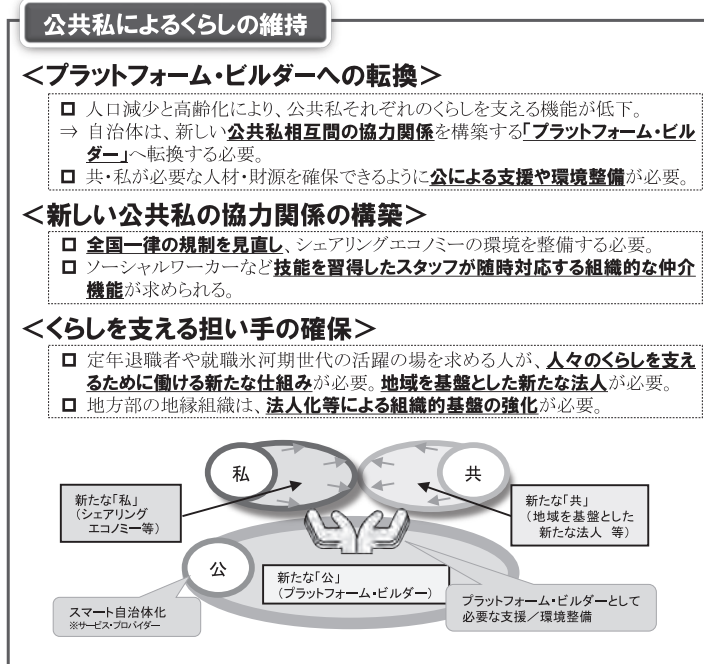 公共私によるくらしの維持
＜プラットフォーム・ビルダーへの転換＞
□ 人口減少と高齢化により、公共私それぞれのくらしを支える機能が低下。
⇒ 自治体は、新しい公共私相互間の協力関係を構築する「プラットフォーム・ビル
ダー」へ転換する必要。
□ 共・私が必要な人材・財源を確保できるように公による支援や環境整備が必要。
＜新しい公共私の協力関係の構築＞
□ 全国一律の規制を見直し、シェアリングエコノミーの環境を整備する必要。
□ ソーシャルワーカーなど技能を習得したスタッフが随時対応する組織的な仲介
機能が求められる。
＜くらしを支える担い手の確保＞
□ 定年退職者や就職氷河期世代の活躍の場を求める人が、人々のくらしを支え
るために働ける新たな仕組みが必要。地域を基盤とした新たな法人が必要。
□ 地方部の地縁組織は、法人化等による組織的基盤の強化が必要。
私
共
新たな「私」
（シェアリング
エコノミー等）
新たな「共」
（地域を基盤とした
新たな法人 等）
公
新たな「公」
（プラットフォーム・ビルダー）
スマート自治体化
※サービス・プロバイダー
プラットフォーム・ビルダーとして
必要な支援／環境整備